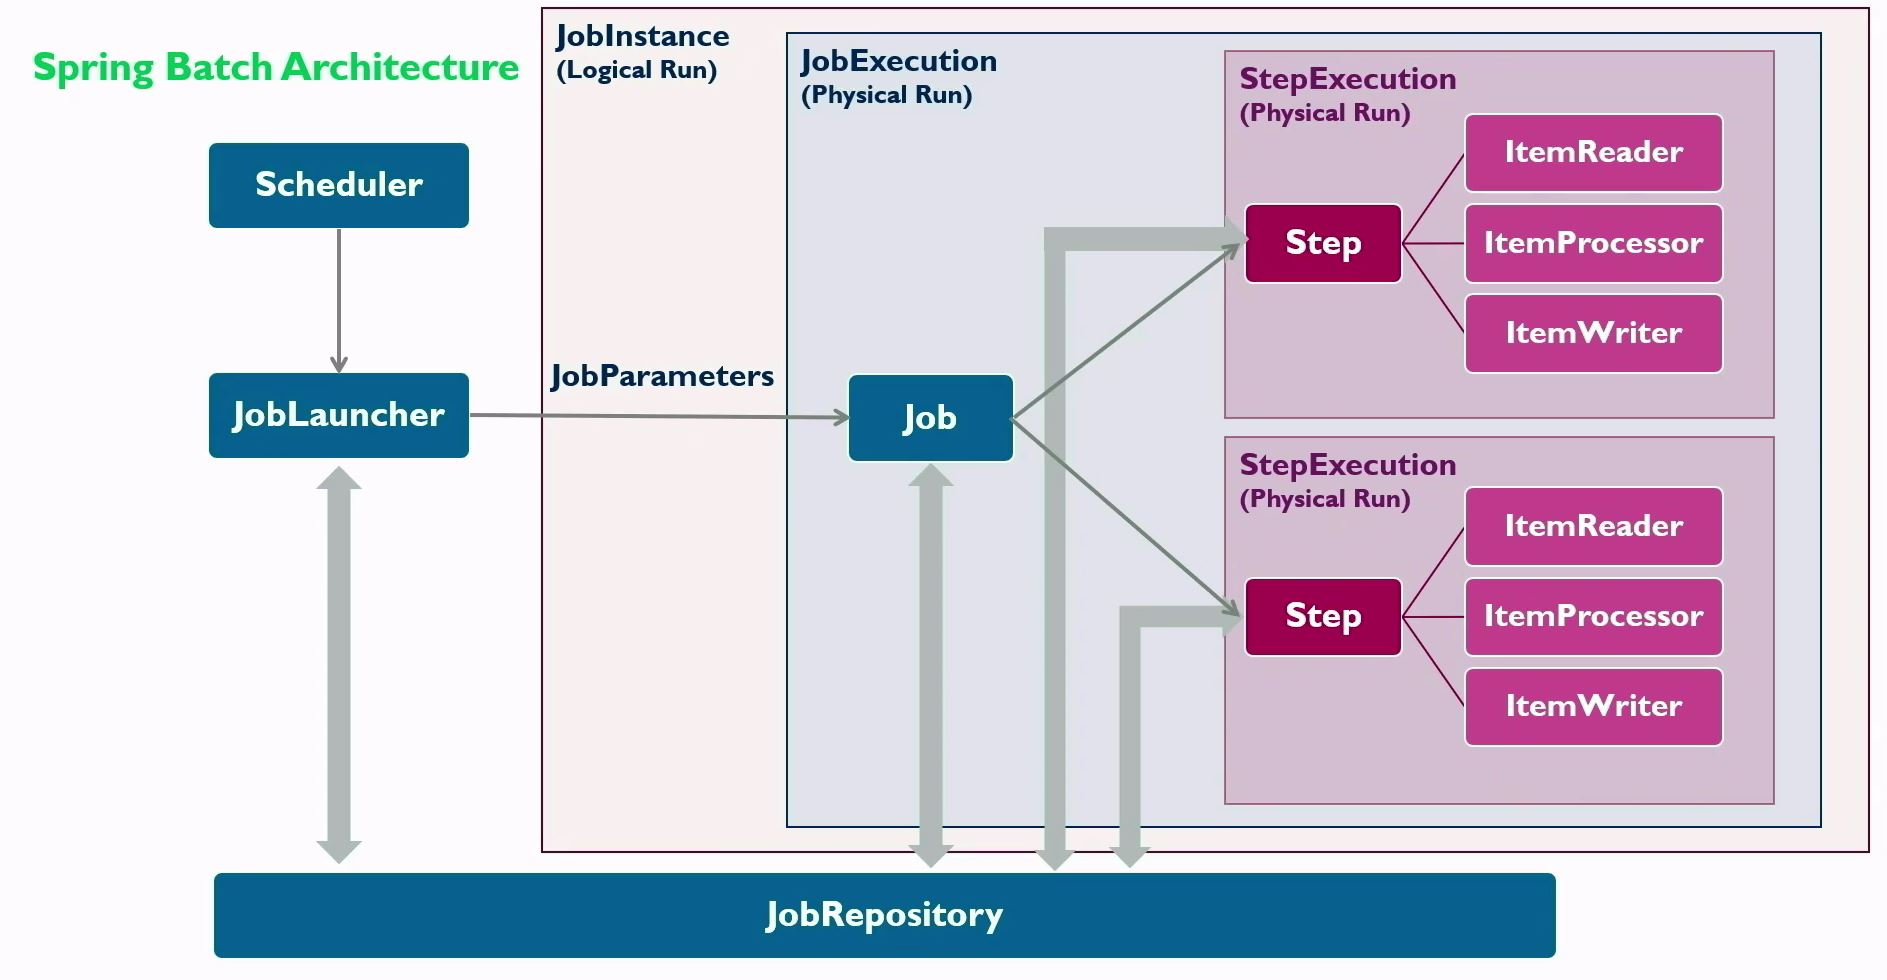 Spring Batch Architecture
JobInstance
(Logical Run)
JobExecution
(Physical Run)
StepExecution
(Physical Run)
ItemReader
Scheduler
Step
ItemProcessor
ItemWriter
JobParameters
JobLauncher
Job
StepExecution
(Physical Run)
ItemReader
Step
ItemProcessor
ItemWriter
JobRepository